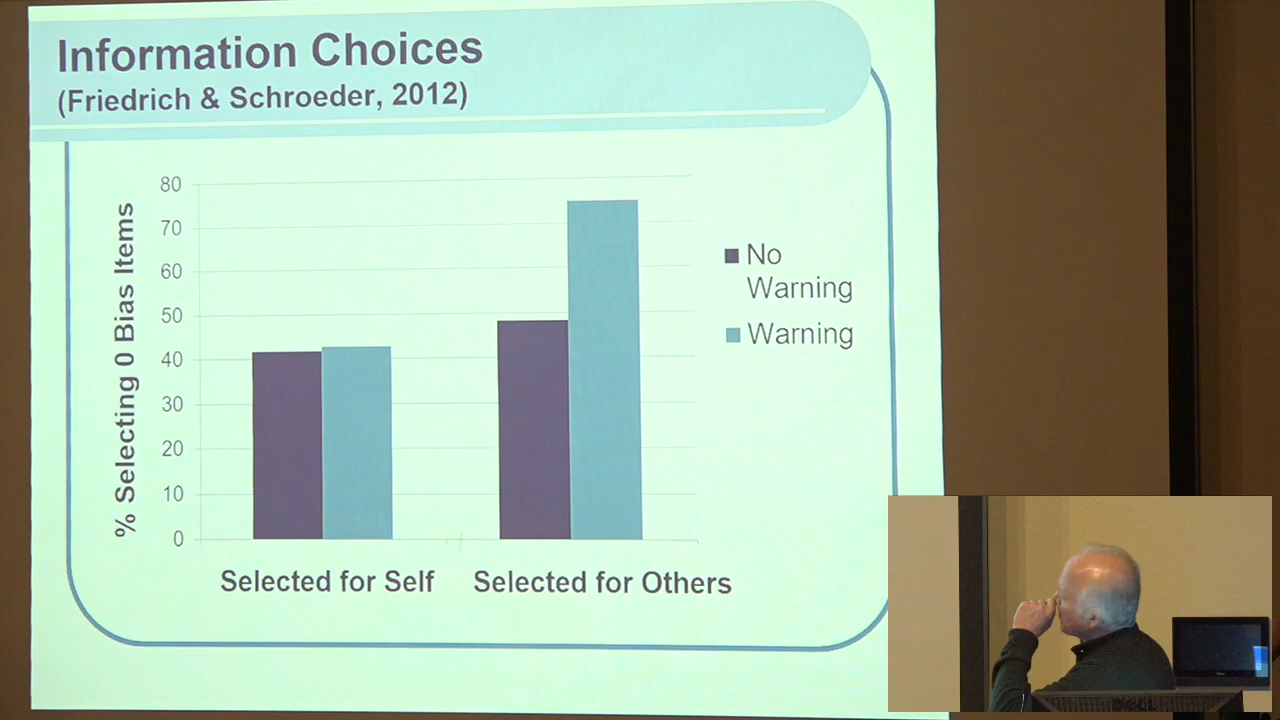 Information Choices
(Friedrich & Schroeder, 2012)
% Selecting 0 Bias Items
80
70
60
50
40
30
20
10
0
Selected for Self
Selected for Others
No
Warning
Warning
DELL